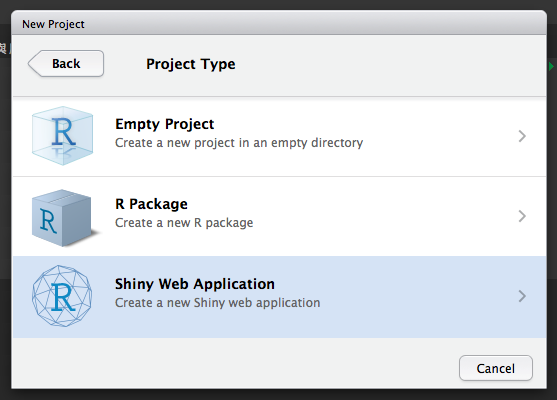 New Project
Back
Project Type
R
Empty Project
Create a new project in an empty directory
R
R Package
Create a new R package
R
Shiny Web Application
Create a new Shiny web application
Cancel